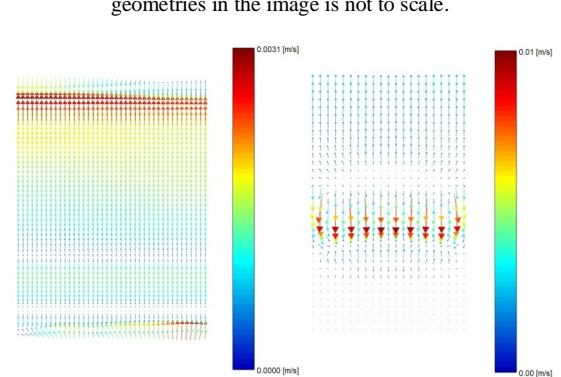 geometries in the image is not to scale.
0.0031 [m/s]
0.01 [m/s]
0.0000 [m/s]
0.00 [m/s]